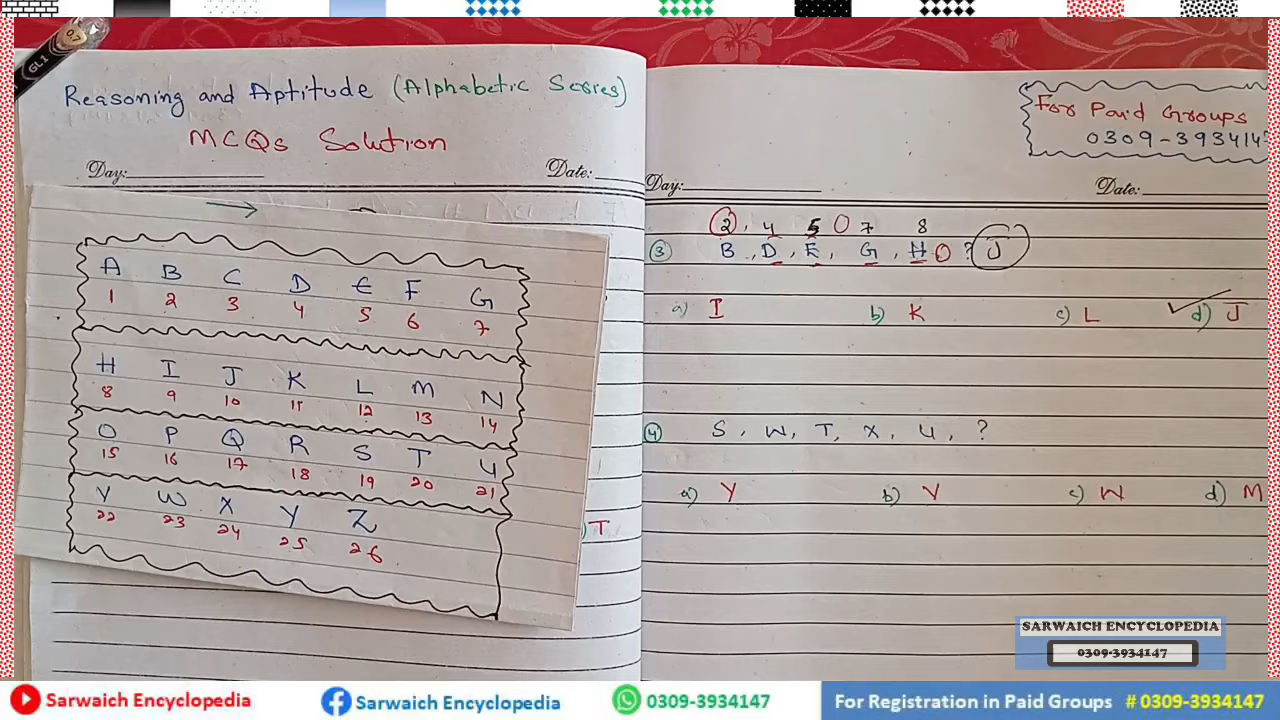 GL1 0.7
Reasoning and Aptitude (Alphabetic Series)
MCQs Solution
Day: Date:
A B C D E F G
1 2 3 4 5 6 7
H I J K L M N
8 9 10 11 12 13 14
O P Q R S T U
15 16 17 18 19 20 21
V W X Y Z
22 23 24 25 26
) T
For Paid Groups
0309-393414
Day: Date:
2, 4 5 7 8
③ B, D, E, G, H ? J
a) I b) K c) L d) J
④ S, W, T, X, U, ?
a) Y b) V c) W d) M
SARWAICH ENCYCLOPEDIA
0309-3934147
Sarwaich Encyclopedia Sarwaich Encyclopedia 0309-3934147 For Registration in Paid Groups # 0309-3934147